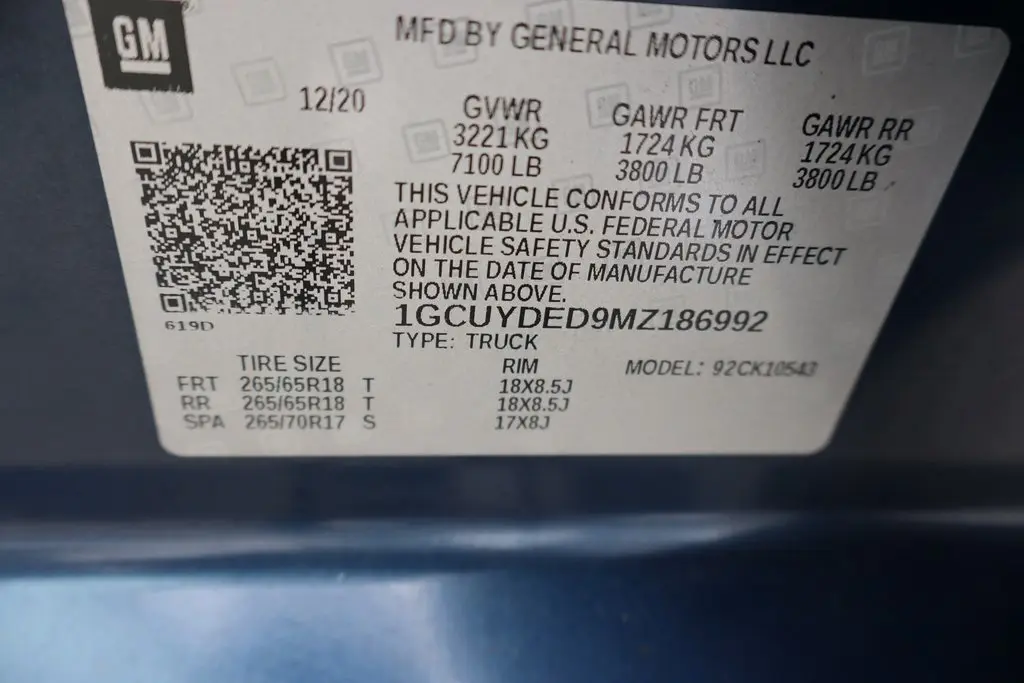 GM
MFD BY GENERAL MOTORS LLC
12/20
GVWR
3221 KG
7100 LB
GAWR FRT
1724 KG
3800 LB
GAWR RR
1724 KG
3800 LB
THIS VEHICLE CONFORMS TO ALL
APPLICABLE U.S. FEDERAL MOTOR
VEHICLE SAFETY STANDARDS IN EFFECT
ON THE DATE OF MANUFACTURE
SHOWN ABOVE.
1GCUYDED9MZ186992
TYPE: TRUCK
619D
TIRE SIZE RIM MODEL: 92CK10543
FRT 265/65R18 T 18X8.5J
RR 265/65R18 T 18X8.5J
SPA 265/70R17 S 17X8J